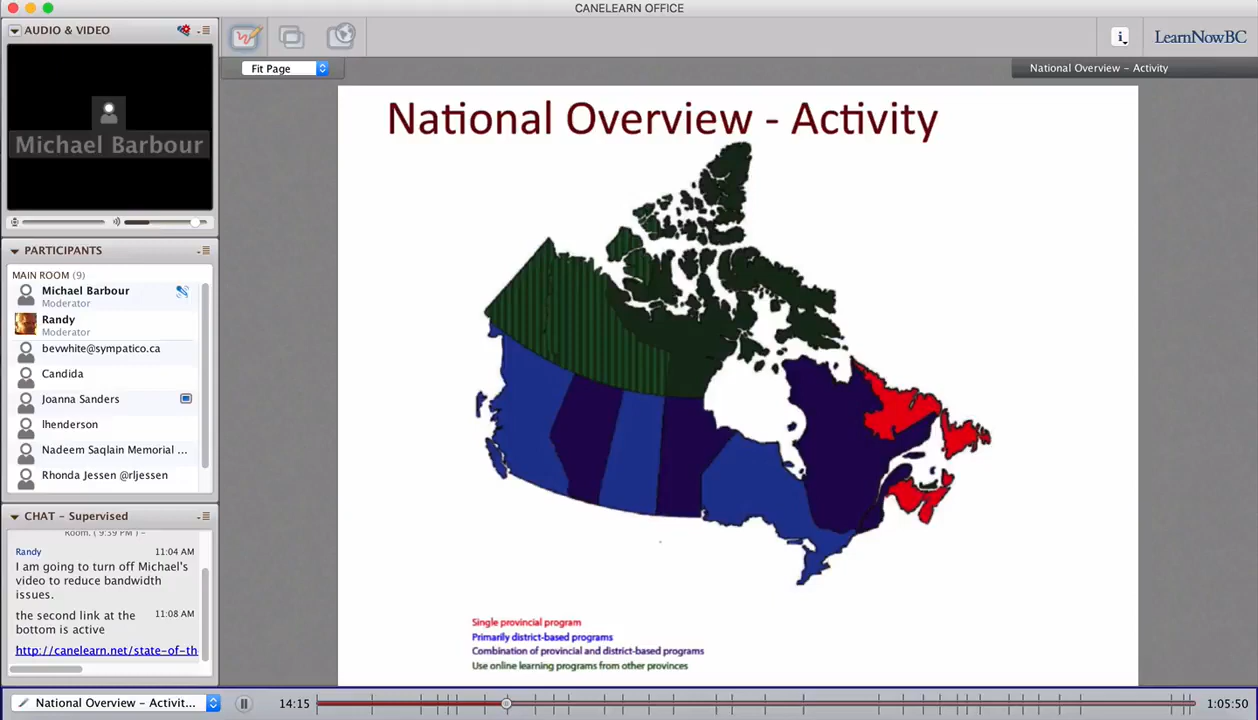 CANELEARN OFFICE
AUDIO & VIDEO
Michael Barbour
PARTICIPANTS
MAIN ROOM (9)
Michael Barbour
Moderator
Randy
Moderator
bevwhite@sympatico.ca
Candida
Joanna Sanders
lhenderson
Nadeem Saqlain Memorial ...
Rhonda Jessen @rljessen
CHAT - Supervised
Room. ( 9:39 PM ) -
Randy 11:04 AM
I am going to turn off Michael's
video to reduce bandwidth
issues.
the second link at the 11:08 AM
bottom is active
http://canelearn.net/state-of-th
Fit Page
i
LearnNowBC
National Overview - Activity
National Overview - Activity
Single provincial program
Primarily district-based programs
Combination of provincial and district-based programs
Use online learning programs from other provinces
National Overview - Activit...
14:15
1:05:50